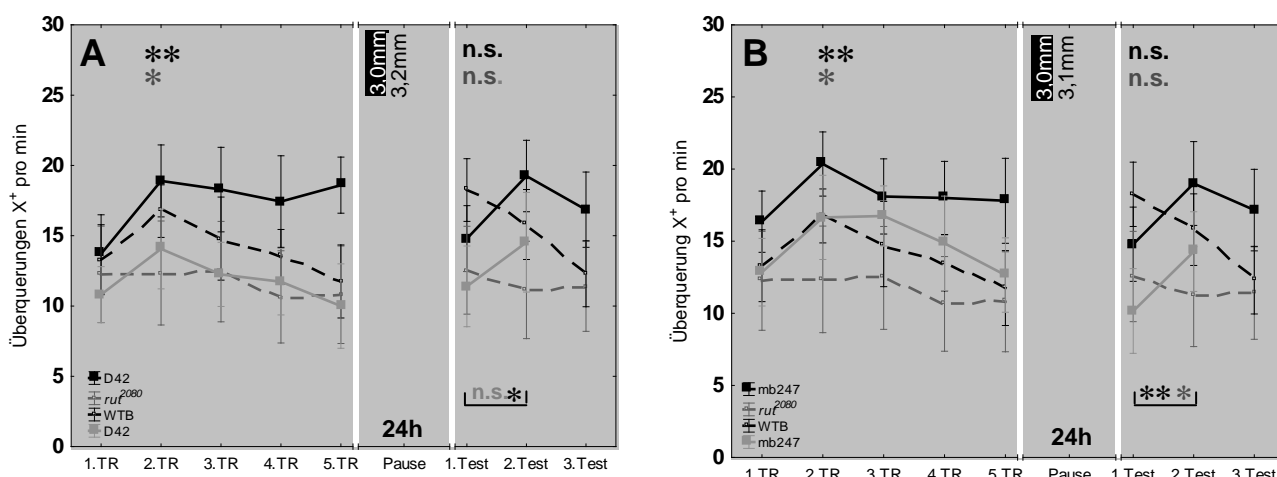 A
**
*
3.0mm
3,2mm
n.s.
n.s.
Überquerungen X+ pro min
30
25
20
15
10
5
0
D42
rut2080
WTB
D42
24h
n.s. *
1.TR 2.TR 3.TR 4.TR 5.TR Pause 1.Test 2.Test 3.Test
B
**
*
3,0mm
3,1mm
n.s.
n.s.
Überquerung X+ pro min
30
25
20
15
10
5
0
mb247
rut2080
WTB
mb247
24h
** *
1.TR 2.TR 3.TR 4.TR 5.TR Pause 1.Test 2.Test 3.Test